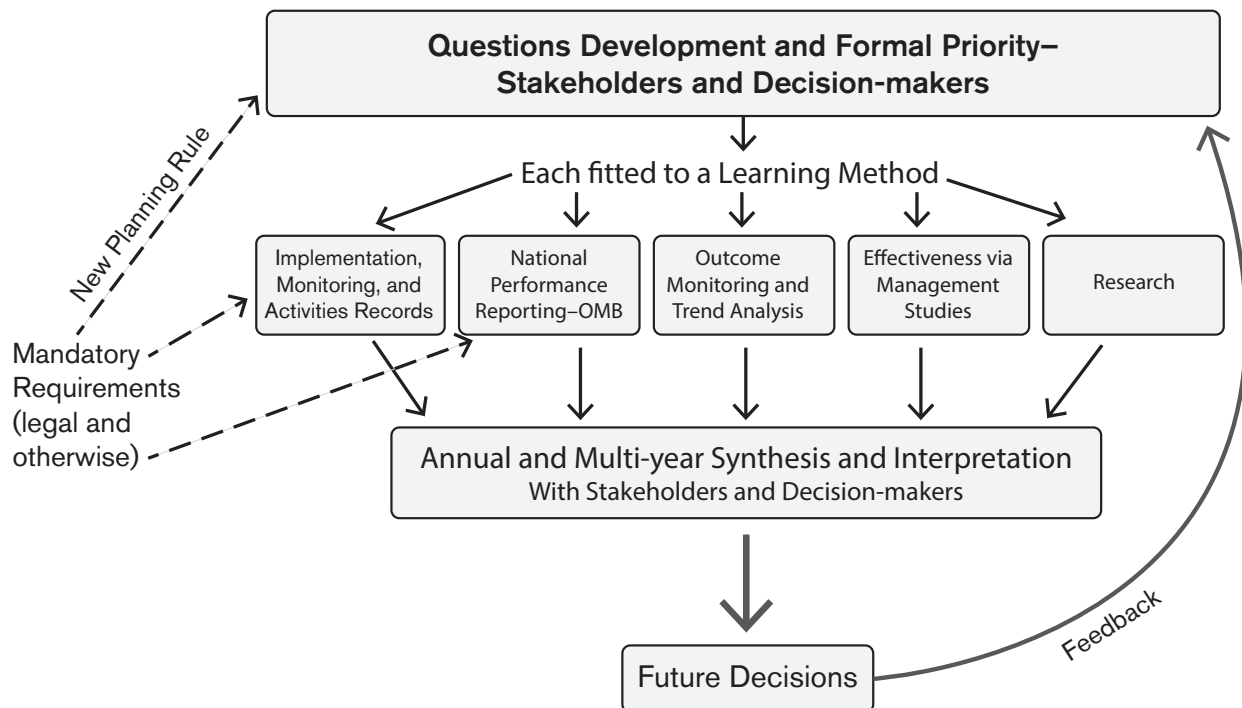 Questions Development and Formal Priority–
Stakeholders and Decision-makers
New Planning Rule
Each fitted to a Learning Method
Implementation,
Monitoring, and
Activities Records
National
Performance
Reporting–OMB
Outcome
Monitoring and
Trend Analysis
Effectiveness via
Management
Studies
Research
Mandatory
Requirements
(legal and
otherwise)
Annual and Multi-year Synthesis and Interpretation
With Stakeholders and Decision-makers
Feedback
Future Decisions